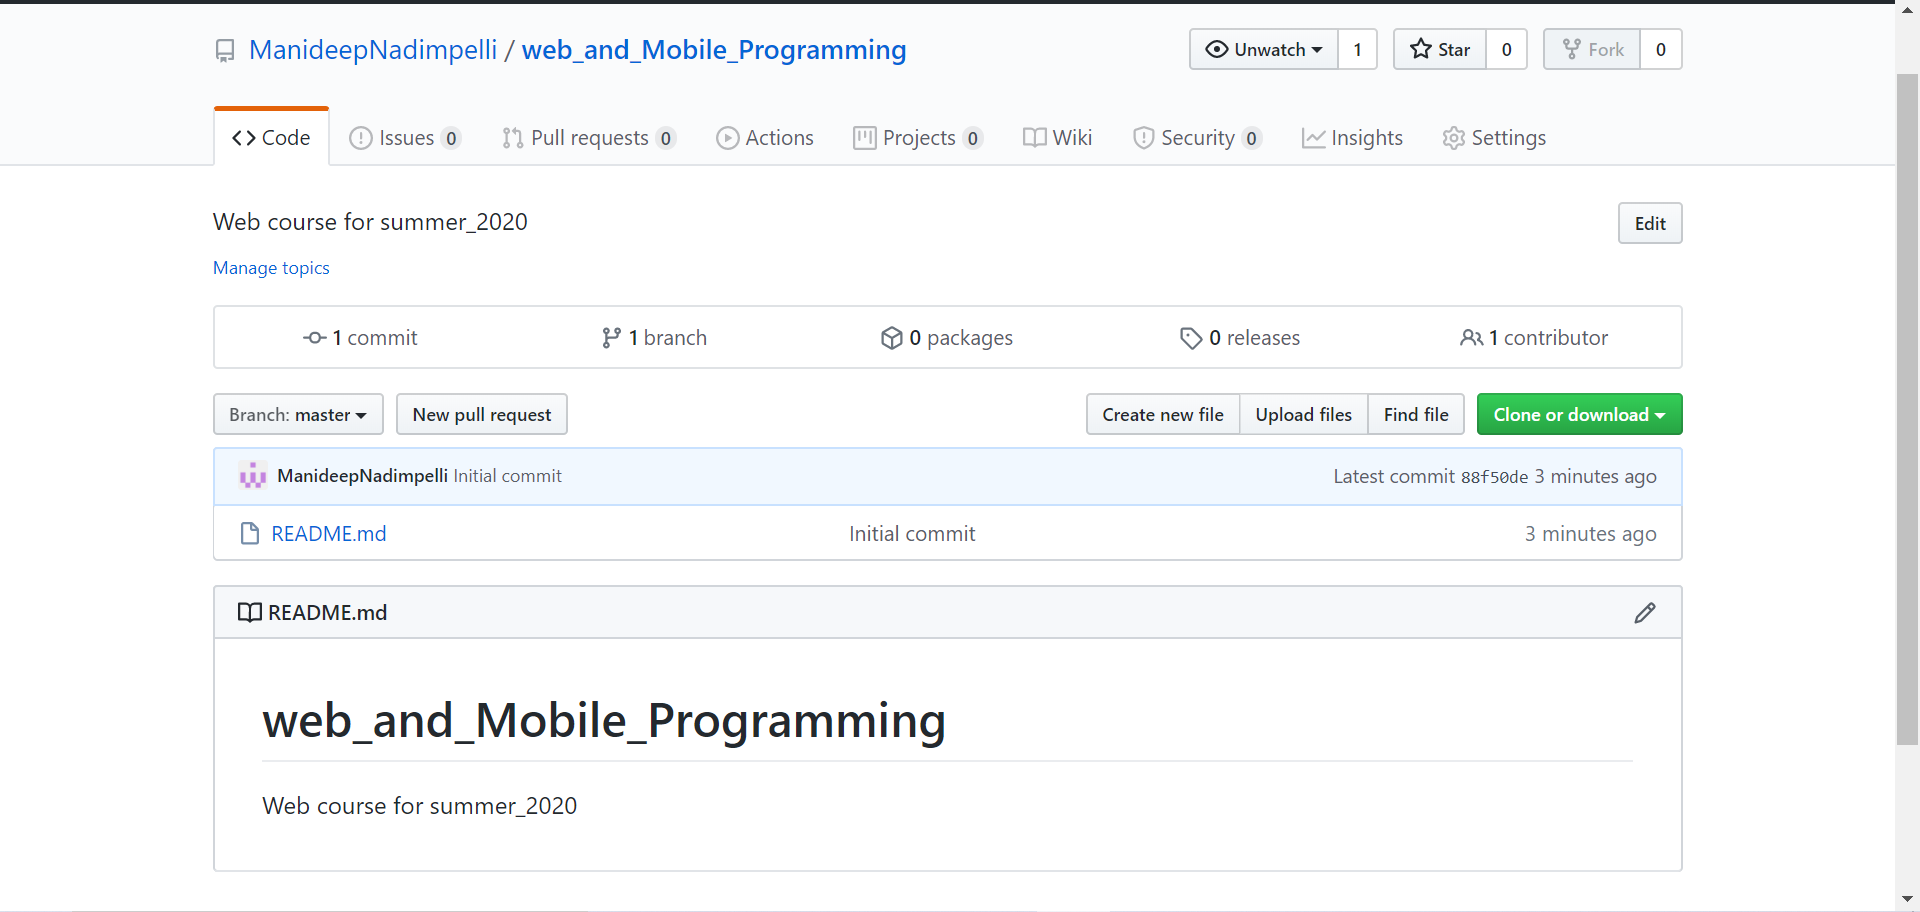 ManideepNadimpelli / web_and_Mobile_Programming
Unwatch 1 Star 0 Fork 0
Code Issues 0 Pull requests 0 Actions Projects 0 Wiki Security 0 Insights Settings
Web course for summer_2020
Edit
Manage topics
1 commit 1 branch 0 packages 0 releases 1 contributor
Branch: master New pull request Create new file Upload files Find file Clone or download
ManideepNadimpelli Initial commit Latest commit 88f50de 3 minutes ago
README.md Initial commit 3 minutes ago
README.md
web_and_Mobile_Programming
Web course for summer_2020